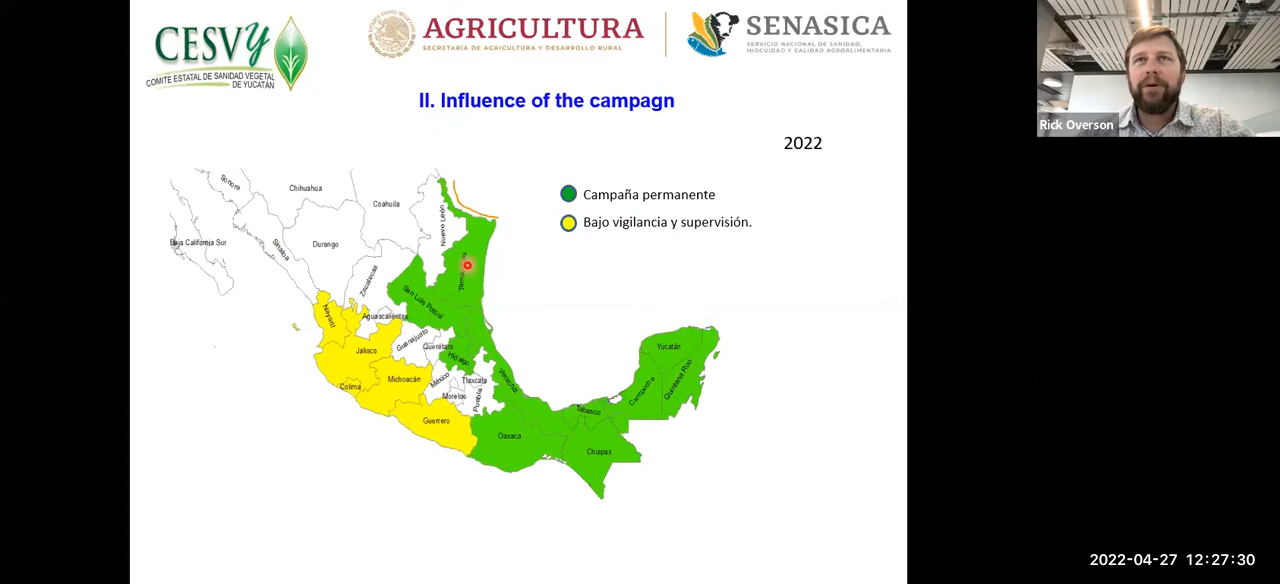 CESVy
COMITE ESTATAL DE SANIDAD VEGETAL
DE YUCATÁN
AGRICULTURA
SECRETARÍA DE AGRICULTURA Y DESARROLLO RURAL
SENASICA
SERVICIO NACIONAL DE SANIDAD,
INOCUIDAD Y CALIDAD AGROALIMENTARIA
Rick Overson
II. Influence of the campagn
2022
Campaña permanente
Bajo vigilancia y supervisión.
Sonora
Chihuahua
Coahuila
Nuevo León
Baja California Sur
Sinaloa
Durango
Zacatecas
San Luis Potosí
Nayarit
Aguascalientes
Guanajuato
Querétaro
Hidalgo
Jalisco
Yucatán
Colima
Michoacán
México
Tlaxcala
Morelos
Puebla
Veracruz
Campeche
Quintana Roo
Guerrero
Tabasco
Oaxaca
Chiapas
2022-04-27 12:27:30